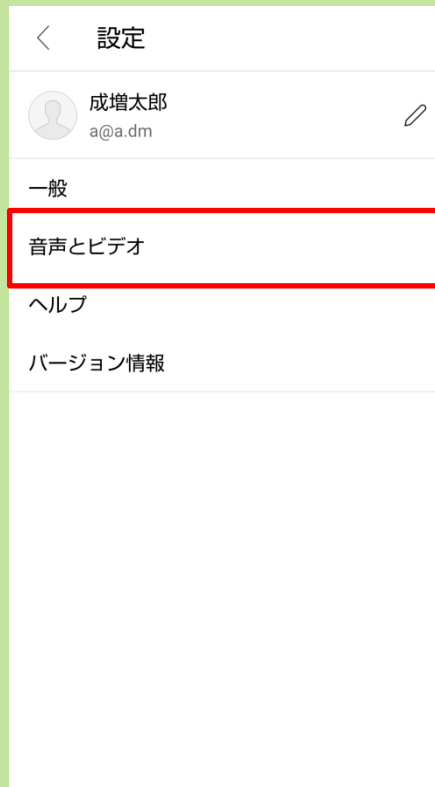 設定
成増太郎
a@a.dm
一般
音声とビデオ
ヘルプ
バージョン情報